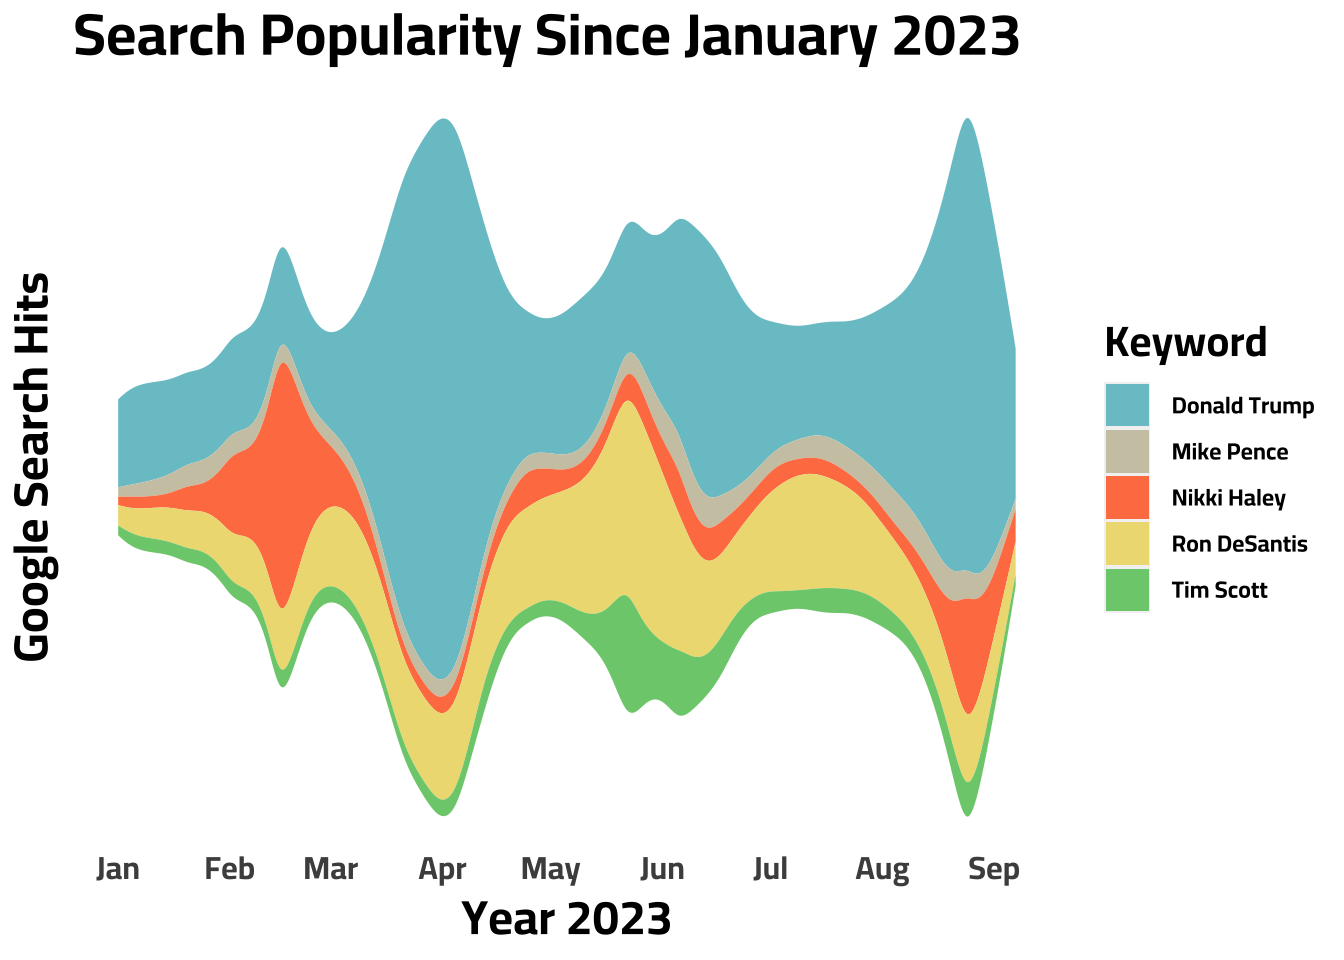 Search Popularity Since January 2023
Google Search Hits
Keyword
Donald Trump
Mike Pence
Nikki Haley
Ron DeSantis
Tim Scott
Jan Feb Mar Apr May Jun Jul Aug Sep
Year 2023